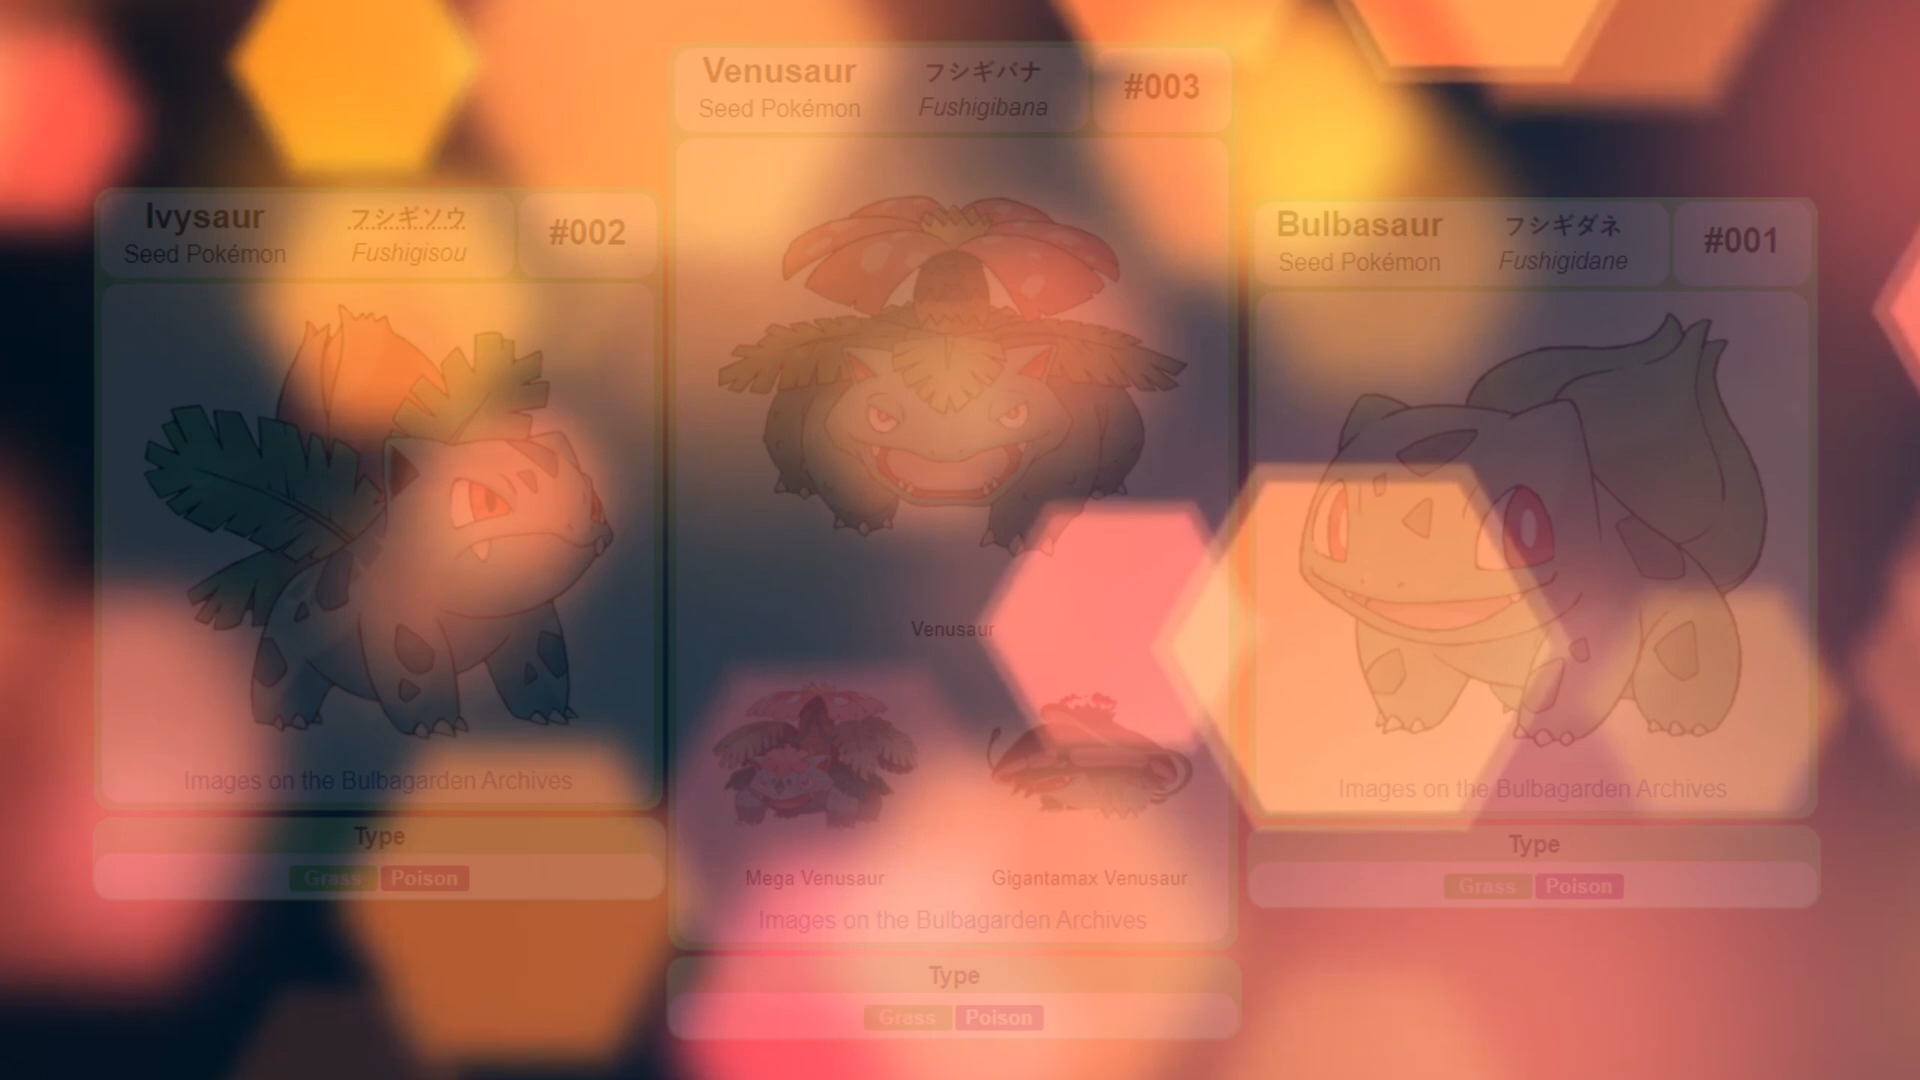 Ivysaur
Seed Pokémon
フシギソウ
Fushigisou
#002
Images on the Bulbagarden Archives
Type
Grass Poison
Venusaur
Seed Pokémon
フシギバナ
Fushigibana
#003
Venusaur
Mega Venusaur
Gigantamax Venusaur
Images on the Bulbagarden Archives
Type
Grass Poison
Bulbasaur
Seed Pokémon
フシギダネ
Fushigidane
#001
Images on the Bulbagarden Archives
Type
Grass Poison